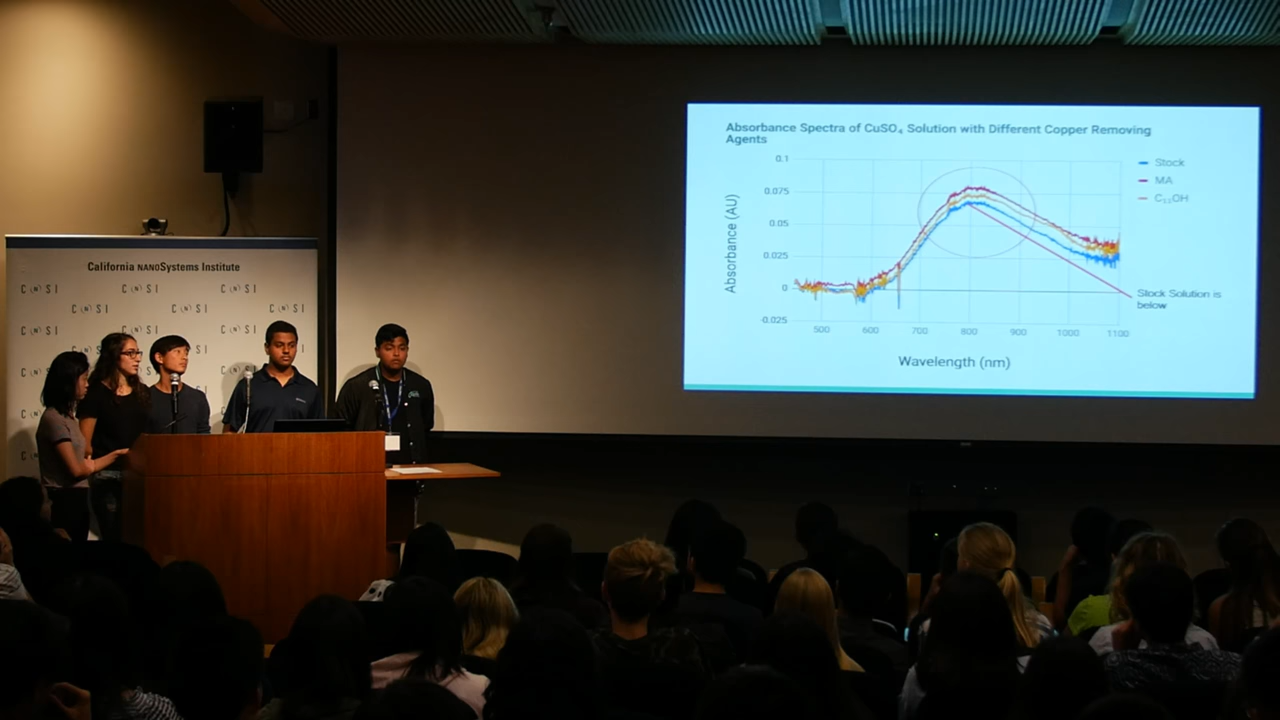 California NANOSystems Institute
C (N) S I
C (N) S I
C (N) S I
C (N) S I
C (N) S I
C (N) S I
C (N) S I
C (N) S I
C (N) S I
Absorbance Spectra of CuSO₄ Solution with Different Copper Removing
Agents
Absorbance (AU)
0.1
0.075
0.05
0.025
0
-0.025
500 600 700 800 900 1000 1100
Wavelength (nm)
Stock
MA
Stock Solution is
below